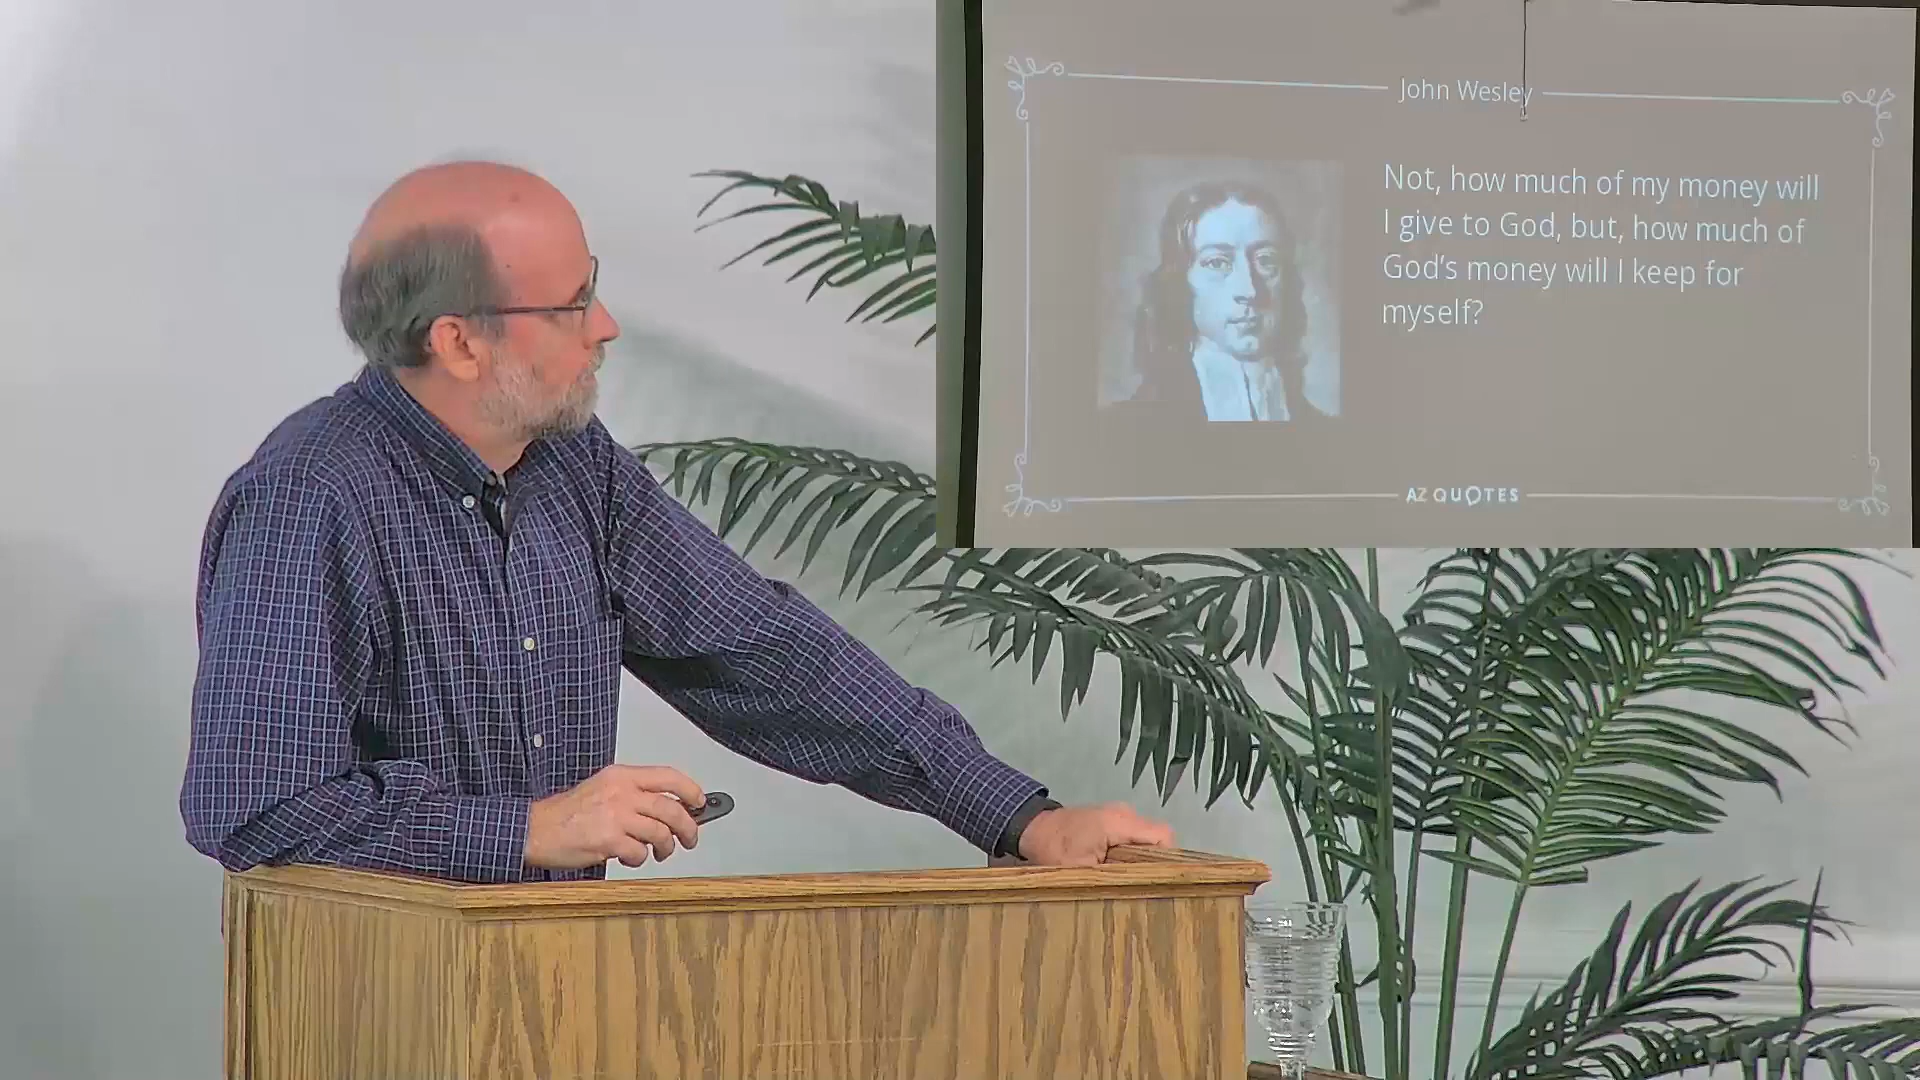 John Wesley
Not, how much of my money will
I give to God, but, how much of
God's money will I keep for
myself?
AZ QUOTES